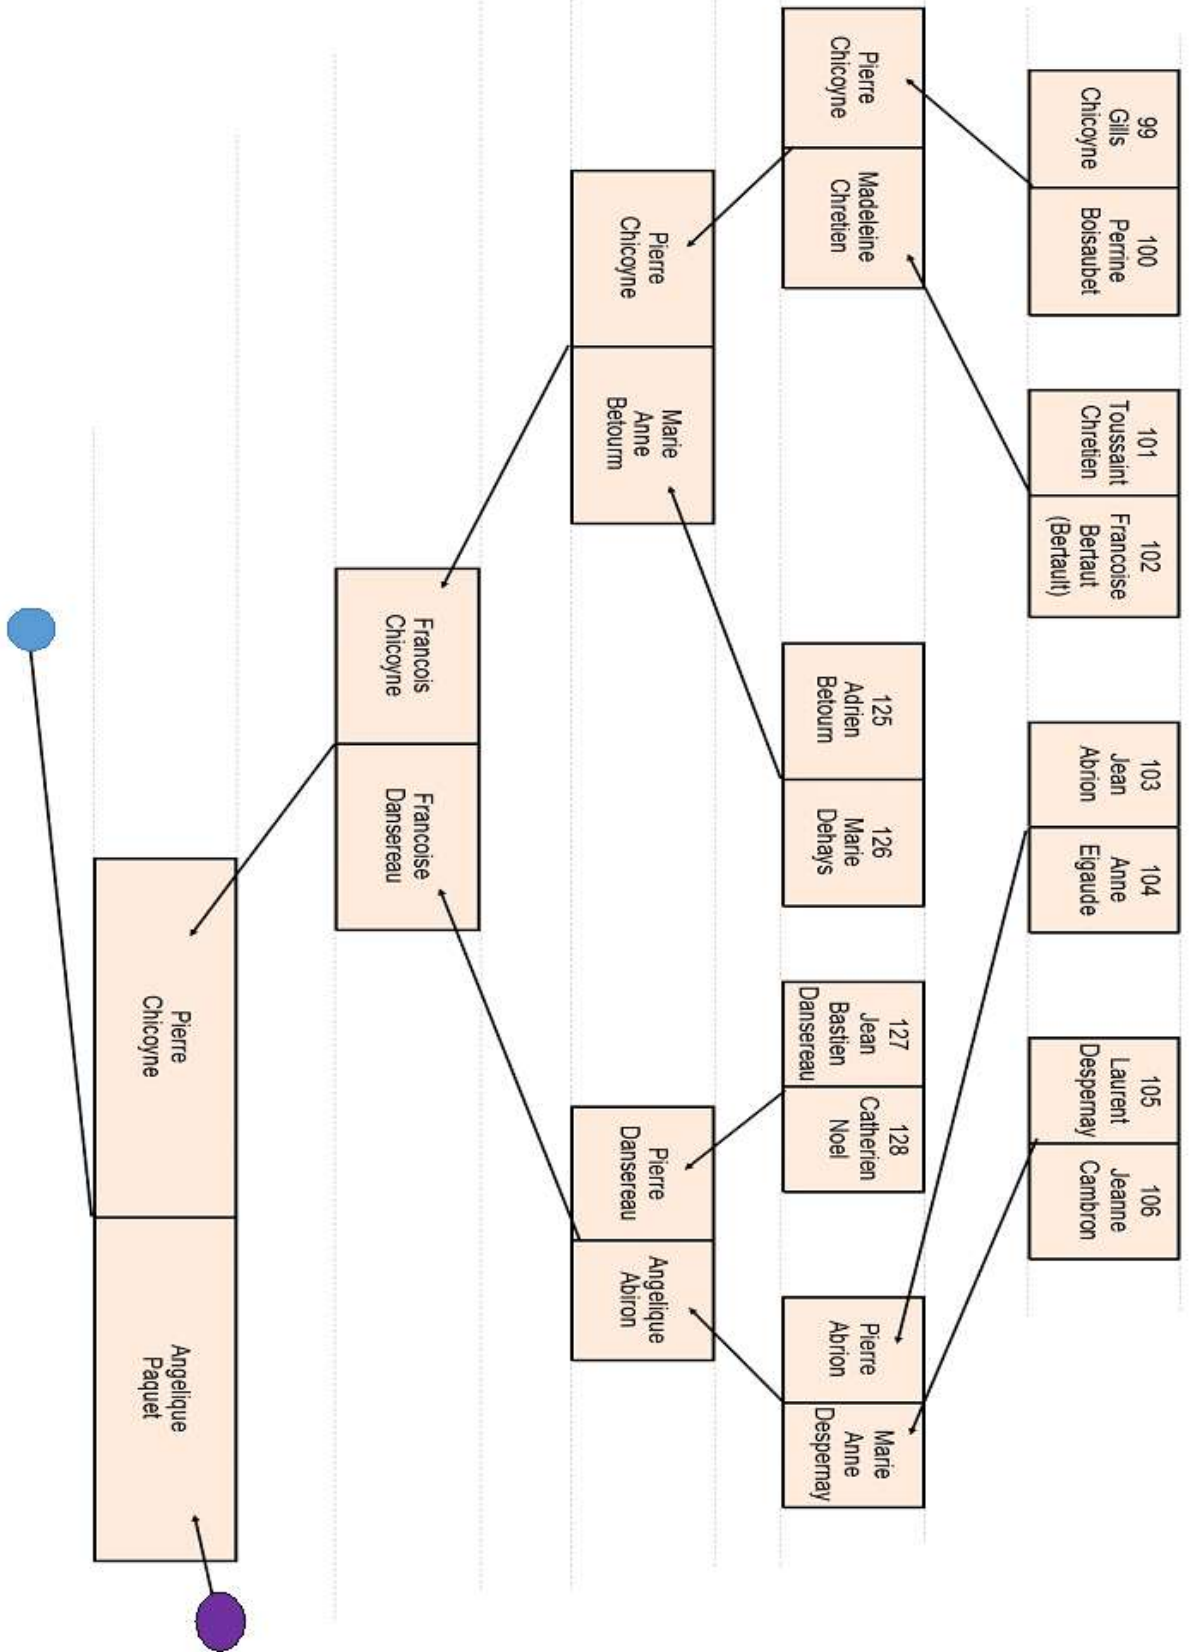 99
Gills
Chicoyne
100
Perrine
Boisaubet
101
Toussaint
Chretien
102
Francoise
Bertaut
(Bertault)
103
Jean
Abrion
104
Anne
Eigaude
105
Laurent
Despernay
106
Jeanne
Cambron
Pierre
Chicoyne
Madeleine
Chretien
125
Adrien
Betourn
126
Marie
Dehays
127
Jean
Bastien
Dansereau
128
Catherien
Noel
Pierre
Abrion
Marie
Anne
Despernay
Pierre
Chicoyne
Marie
Anne
Betourm
Pierre
Dansereau
Angelique
Abiron
Francois
Chicoyne
Francoise
Dansereau
Pierre
Chicoyne
Angelique
Paquet